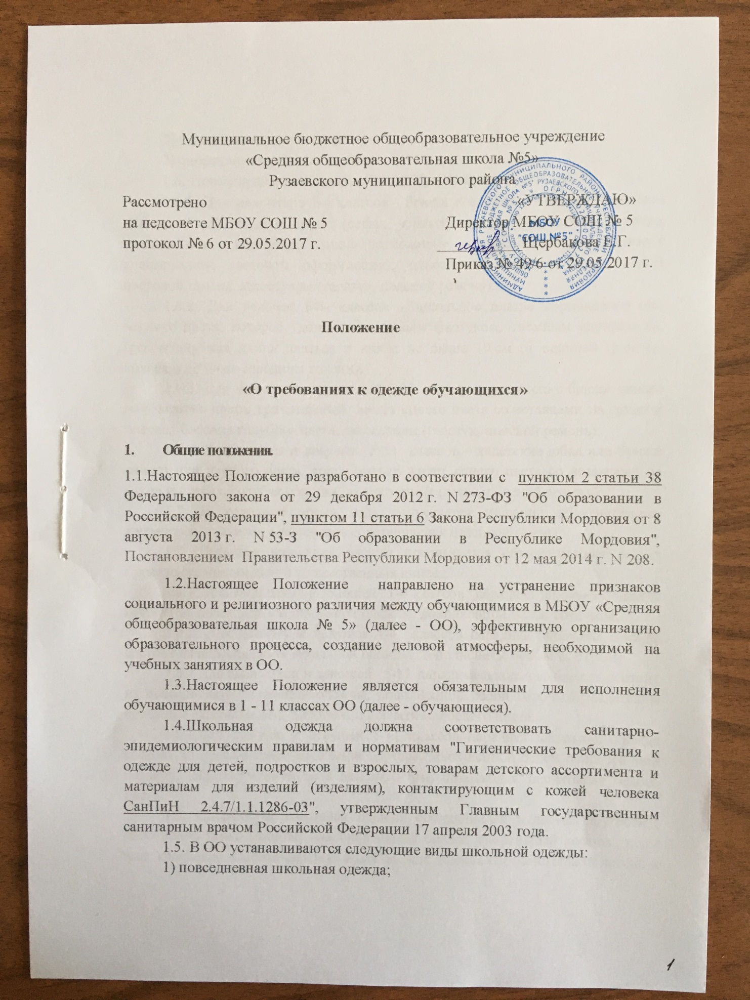 Муниципальное бюджетное общеобразовательное учреждение
«Средняя общеобразовательная школа №5»
Рузаевского муниципального района
Рассмотрено
на педсовете МБОУ СОШ № 5
протокол № 6 от 29.05.2017 г.
«УТВЕРЖДАЮ»
Директор МБОУ СОШ № 5
Щербакова Е.Г.
Приказ № 49/6 от 29.05.2017 г.
МБОУ
"СОШ №5"
Положение
«О требованиях к одежде обучающихся»
1. Общие положения.
1.1.Настоящее Положение разработано в соответствии с пунктом 2 статьи 38
Федерального закона от 29 декабря 2012 г. N 273-ФЗ "Об образовании в
Российской Федерации", пунктом 11 статьи 6 Закона Республики Мордовия от 8
августа 2013 г. N 53-З "Об образовании в Республике Мордовия",
Постановлением Правительства Республики Мордовия от 12 мая 2014 г. N 208.
1.2.Настоящее Положение направлено на устранение признаков
социального и религиозного различия между обучающимися в МБОУ «Средняя
общеобразовательая школа № 5» (далее - ОО), эффективную организацию
образовательного процесса, создание деловой атмосферы, необходимой на
учебных занятиях в ОО.
1.3.Настоящее Положение является обязательным для исполнения
обучающимися в 1 - 11 классах ОО (далее - обучающиеся).
1.4.Школьная одежда должна соответствовать санитарно-
эпидемиологическим правилам и нормативам "Гигиенические требования к
одежде для детей, подростков и взрослых, товарам детского ассортимента и
материалам для изделий (изделиям), контактирующим с кожей человека
СанПиН 2.4.7/1.1.1286-03", утвержденным Главным государственным
санитарным врачом Российской Федерации 17 апреля 2003 года.
1.5. В ОО устанавливаются следующие виды школьной одежды:
1) повседневная школьная одежда;
1